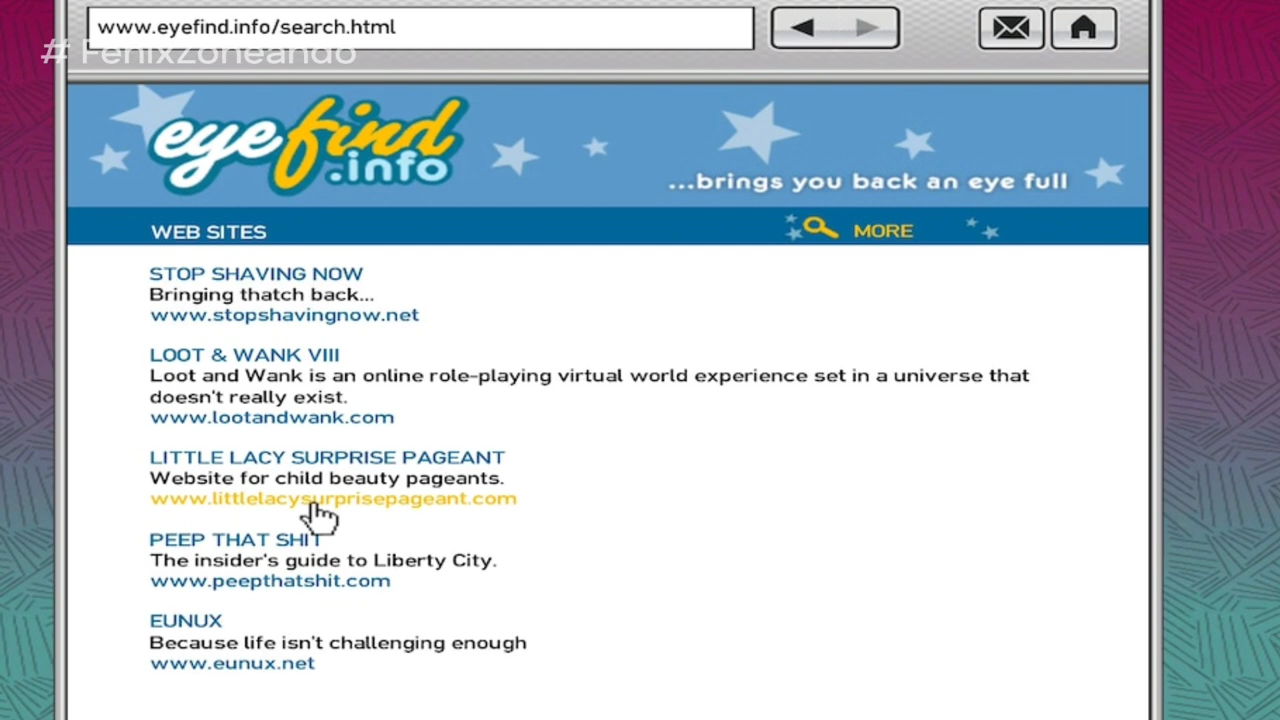 www.eyefind.info/search.html
# FenixZoneando
eyefind
.info
...brings you back an eye full
WEB SITES
MORE
STOP SHAVING NOW
Bringing thatch back...
www.stopshavingnow.net
LOOT & WANK VIII
Loot and Wank is an online role-playing virtual world experience set in a universe that
doesn't really exist.
www.lootandwank.com
LITTLE LACY SURPRISE PAGEANT
Website for child beauty pageants.
www.littlelacysurprisepageant.com
PEEP THAT SHIT
The insider's guide to Liberty City.
www.peepthatshit.com
EUNUX
Because life isn't challenging enough
www.eunux.net